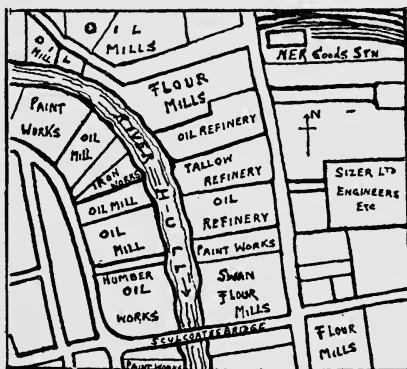 OIL
MILL
OIL
MILLS
NER Goods STN
FLOUR
MILLS
PAINT
WORKS
OIL
MILL
RIVER
HULL
OIL REFINERY
N
IRON
WORKS
TALLOW
REFINERY
SIZER LTD
ENGINEERS
ETC
OIL MILL
OIL
REFINERY
OIL
MILL
PAINT WORKS
HUMBER
OIL
WORKS
SWAN
FLOUR
MILLS
SCULCOATES BRIDGE
FLOUR
MILLS
PAINT WORKS